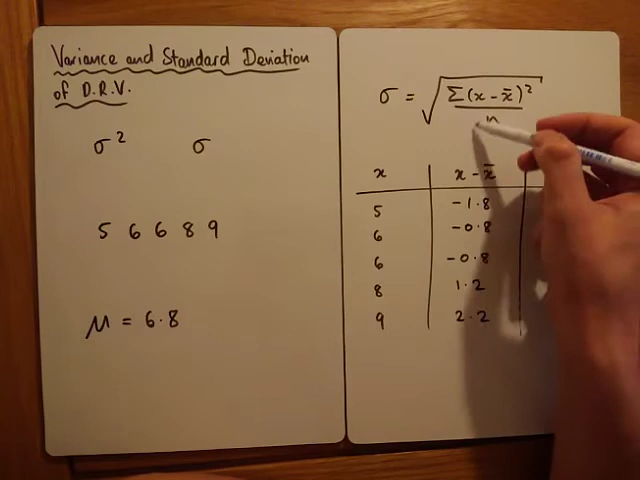 Variance and Standard Deviation
of D.R.V.
σ² σ
5 6 6 8 9
μ = 6.8
σ = √(Σ(x - x̄)² / n)
x x - x̄
5 -1.8
6 -0.8
6 -0.8
8 1.2
9 2.2